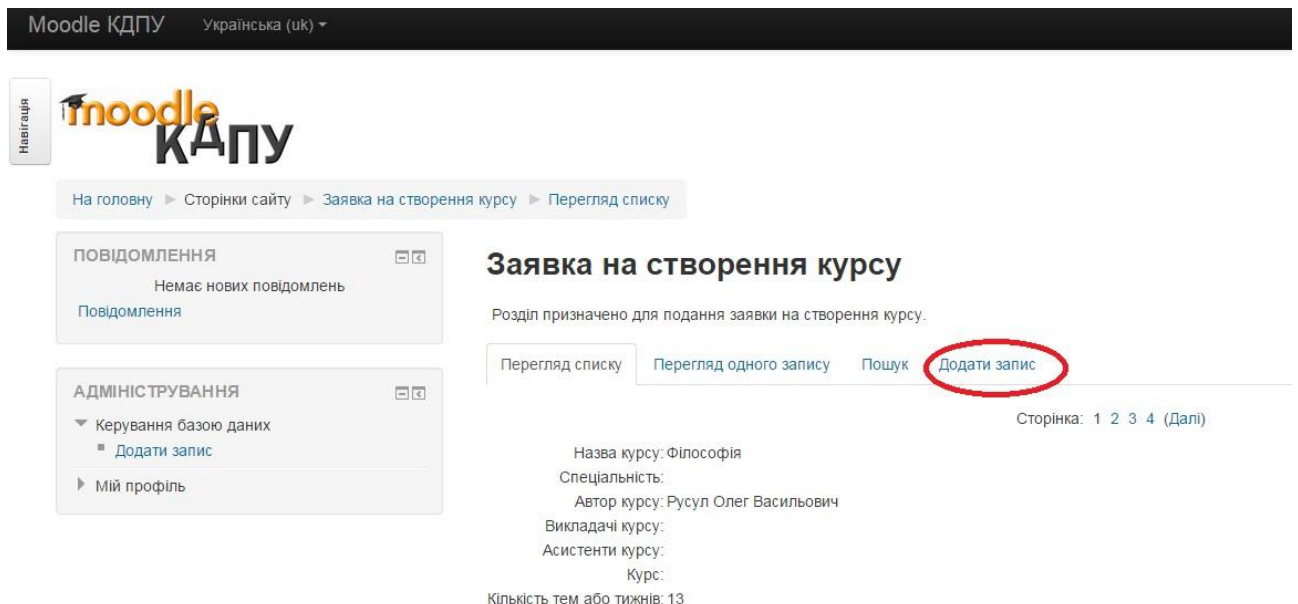 Moodle КДПУ Українська (uk)
Навігація
moodle
КДПУ
На головну ▶ Сторінки сайту ▶ Заявка на створення курсу ▶ Перегляд списку
ПОВІДОМЛЕННЯ
Немає нових повідомлень
Повідомлення
АДМІНІСТРУВАННЯ
Керування базою даних
Додати запис
Мій профіль
Заявка на створення курсу
Розділ призначено для подання заявки на створення курсу.
Перегляд списку Перегляд одного запису Пошук Додати запис
Сторінка: 1 2 3 4 (Далі)
Назва курсу: Філософія
Спеціальність:
Автор курсу: Русул Олег Васильович
Викладачі курсу:
Асистенти курсу:
Курс:
Кількість тем або тижнів: 13